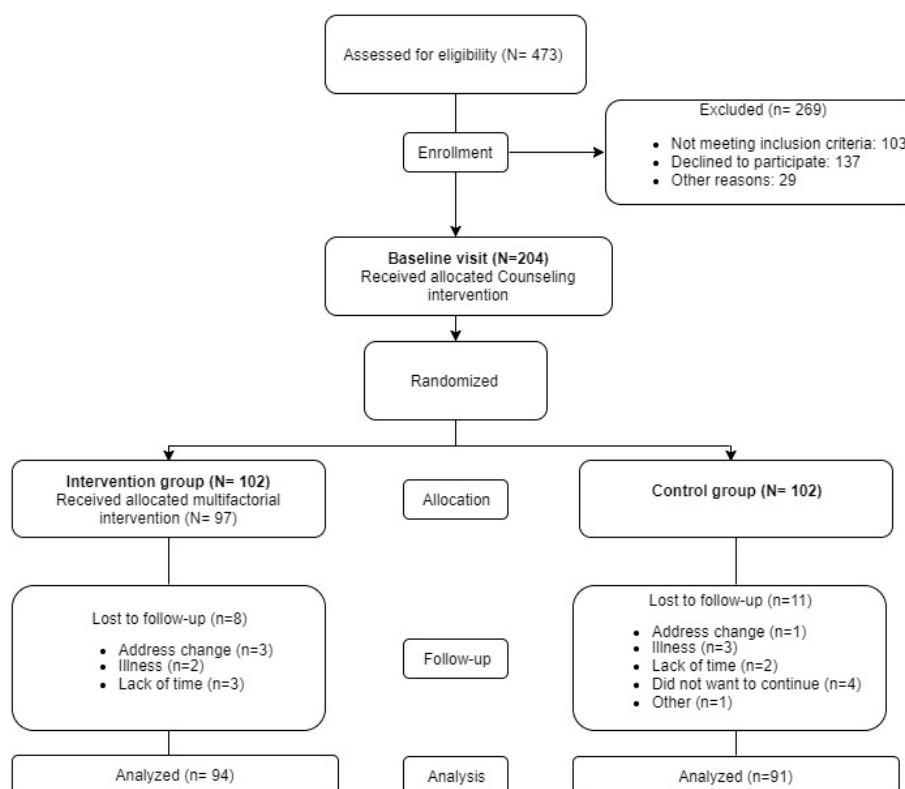 Assessed for eligibility (N= 473)
Excluded (n= 269)
• Not meeting inclusion criteria: 103
• Declined to participate: 137
• Other reasons: 29
Enrollment
Baseline visit (N=204)
Received allocated Counseling
intervention
Randomized
Intervention group (N= 102)
Received allocated multifactorial
intervention (N= 97)
Allocation
Control group (N= 102)
Lost to follow-up (n=8)
• Address change (n=3)
• Illness (n=2)
• Lack of time (n=3)
Follow-up
Lost to follow-up (n=11)
• Address change (n=1)
• Illness (n=3)
• Lack of time (n=2)
• Did not want to continue (n=4)
• Other (n=1)
Analyzed (n= 94)
Analysis
Analyzed (n=91)